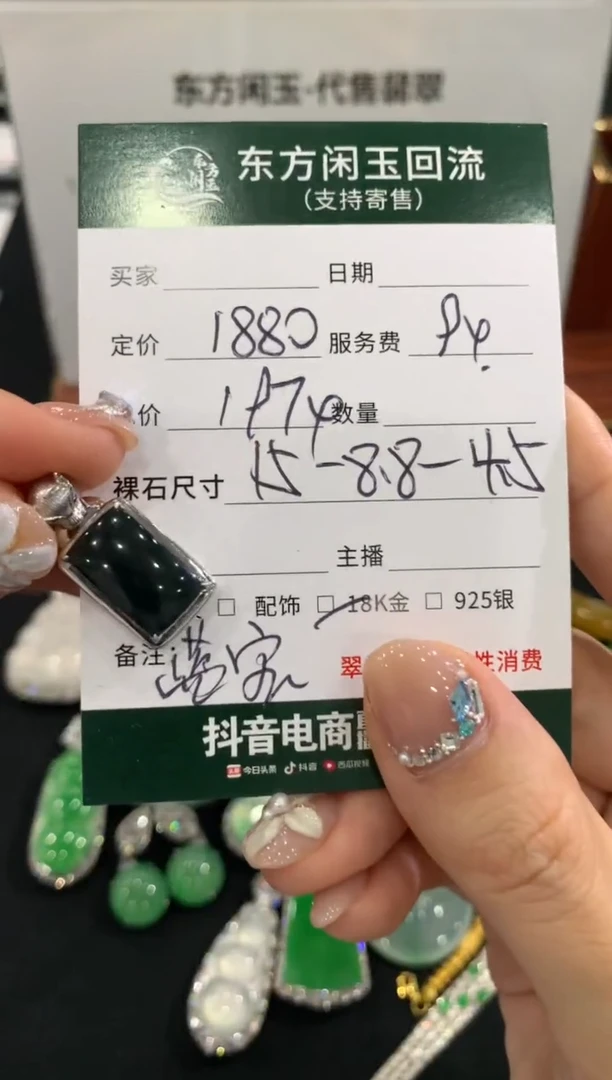 东方闲玉·代售翡翠
东方闲玉回流
(支持寄售)
买家 日期
定价 1880 服务费 94
价 1974 数量
裸石尺寸 15-8.8-4.5
主播
□ 配饰 □ 18K金 □ 925银
备注:
翠 性消费
抖音电商直播
今日头条 抖音 西瓜视频